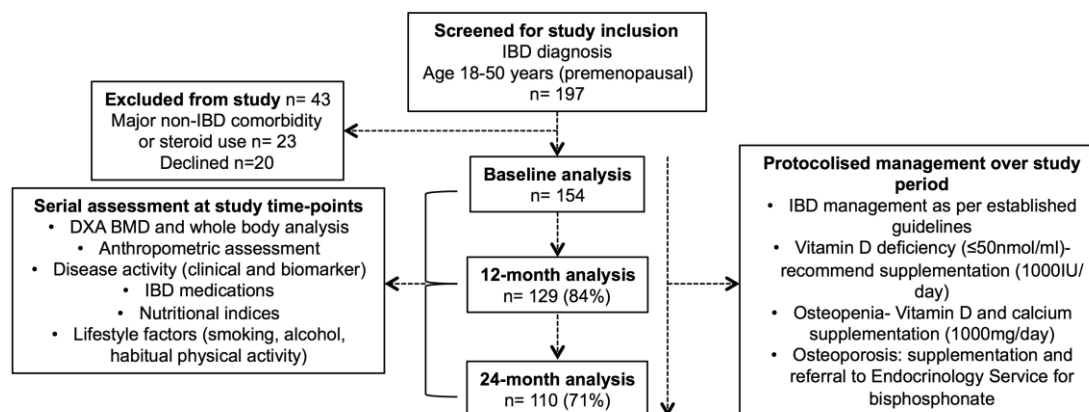 Screened for study inclusion
IBD diagnosis
Age 18-50 years (premenopausal)
n= 197
Excluded from study n= 43
Major non-IBD comorbidity
or steroid use n= 23
Declined n=20
Baseline analysis
n= 154
Serial assessment at study time-points
• DXA BMD and whole body analysis
• Anthropometric assessment
• Disease activity (clinical and biomarker)
• IBD medications
• Nutritional indices
• Lifestyle factors (smoking, alcohol,
habitual physical activity)
12-month analysis
n= 129 (84%)
24-month analysis
n= 110 (71%)
Protocolised management over study
period
• IBD management as per established
guidelines
• Vitamin D deficiency (≤50nmol/ml)-
recommend supplementation (1000IU/
day)
• Osteopenia- Vitamin D and calcium
supplementation (1000mg/day)
• Osteoporosis: supplementation and
referral to Endocrinology Service for
bisphosphonate